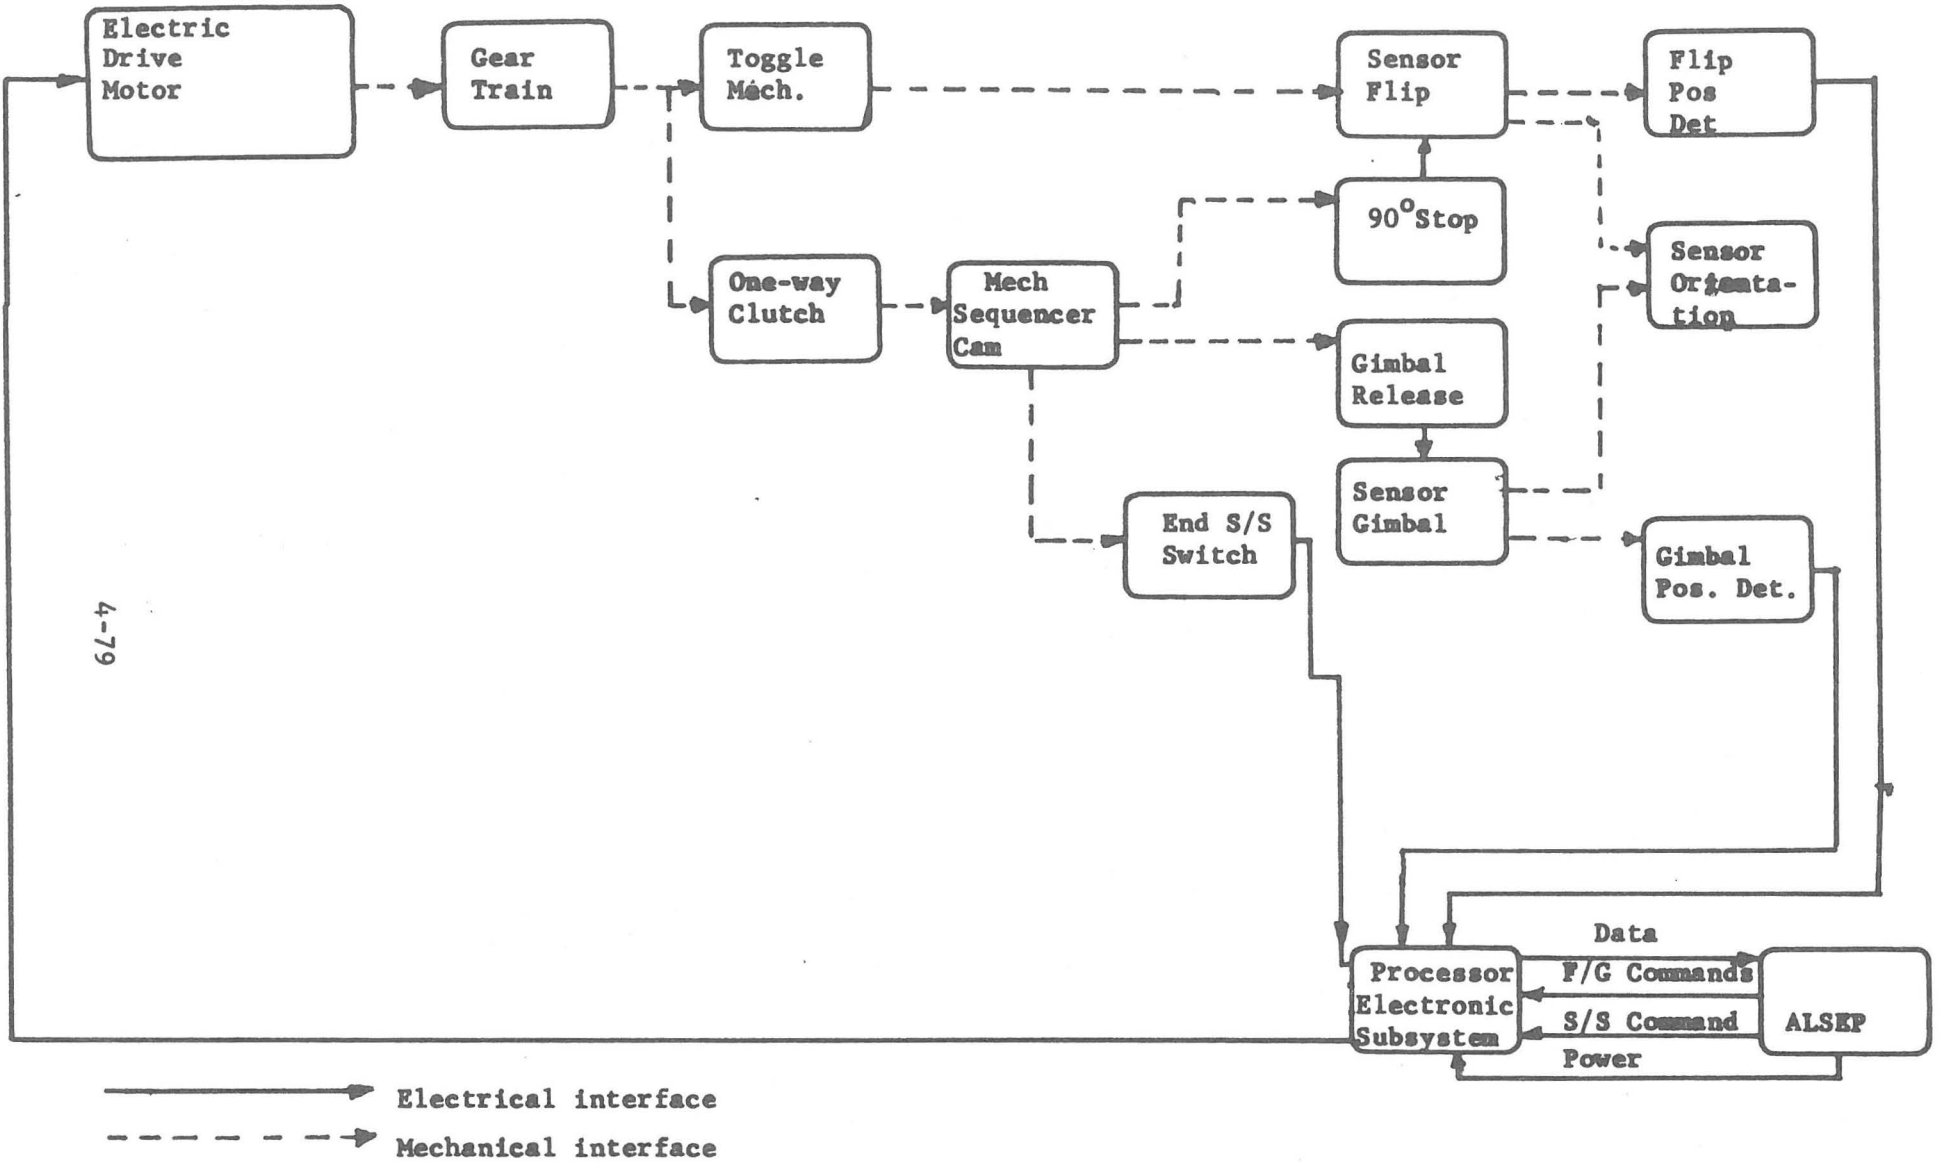 Electric
Drive
Motor
Gear
Train
Toggle
Mech.
Sensor
Flip
Flip
Pos
Det
90° Stop
Sensor
Orienta-
tion
One-way
Clutch
Mech
Sequencer
Cam
Gimbal
Release
Sensor
Gimbal
End S/S
Switch
Gimbal
Pos. Det.
4-79
Data
Processor
Electronic
Subsystem
F/G Commands
S/S Command
Power
ALSEP
Electrical interface
Mechanical interface